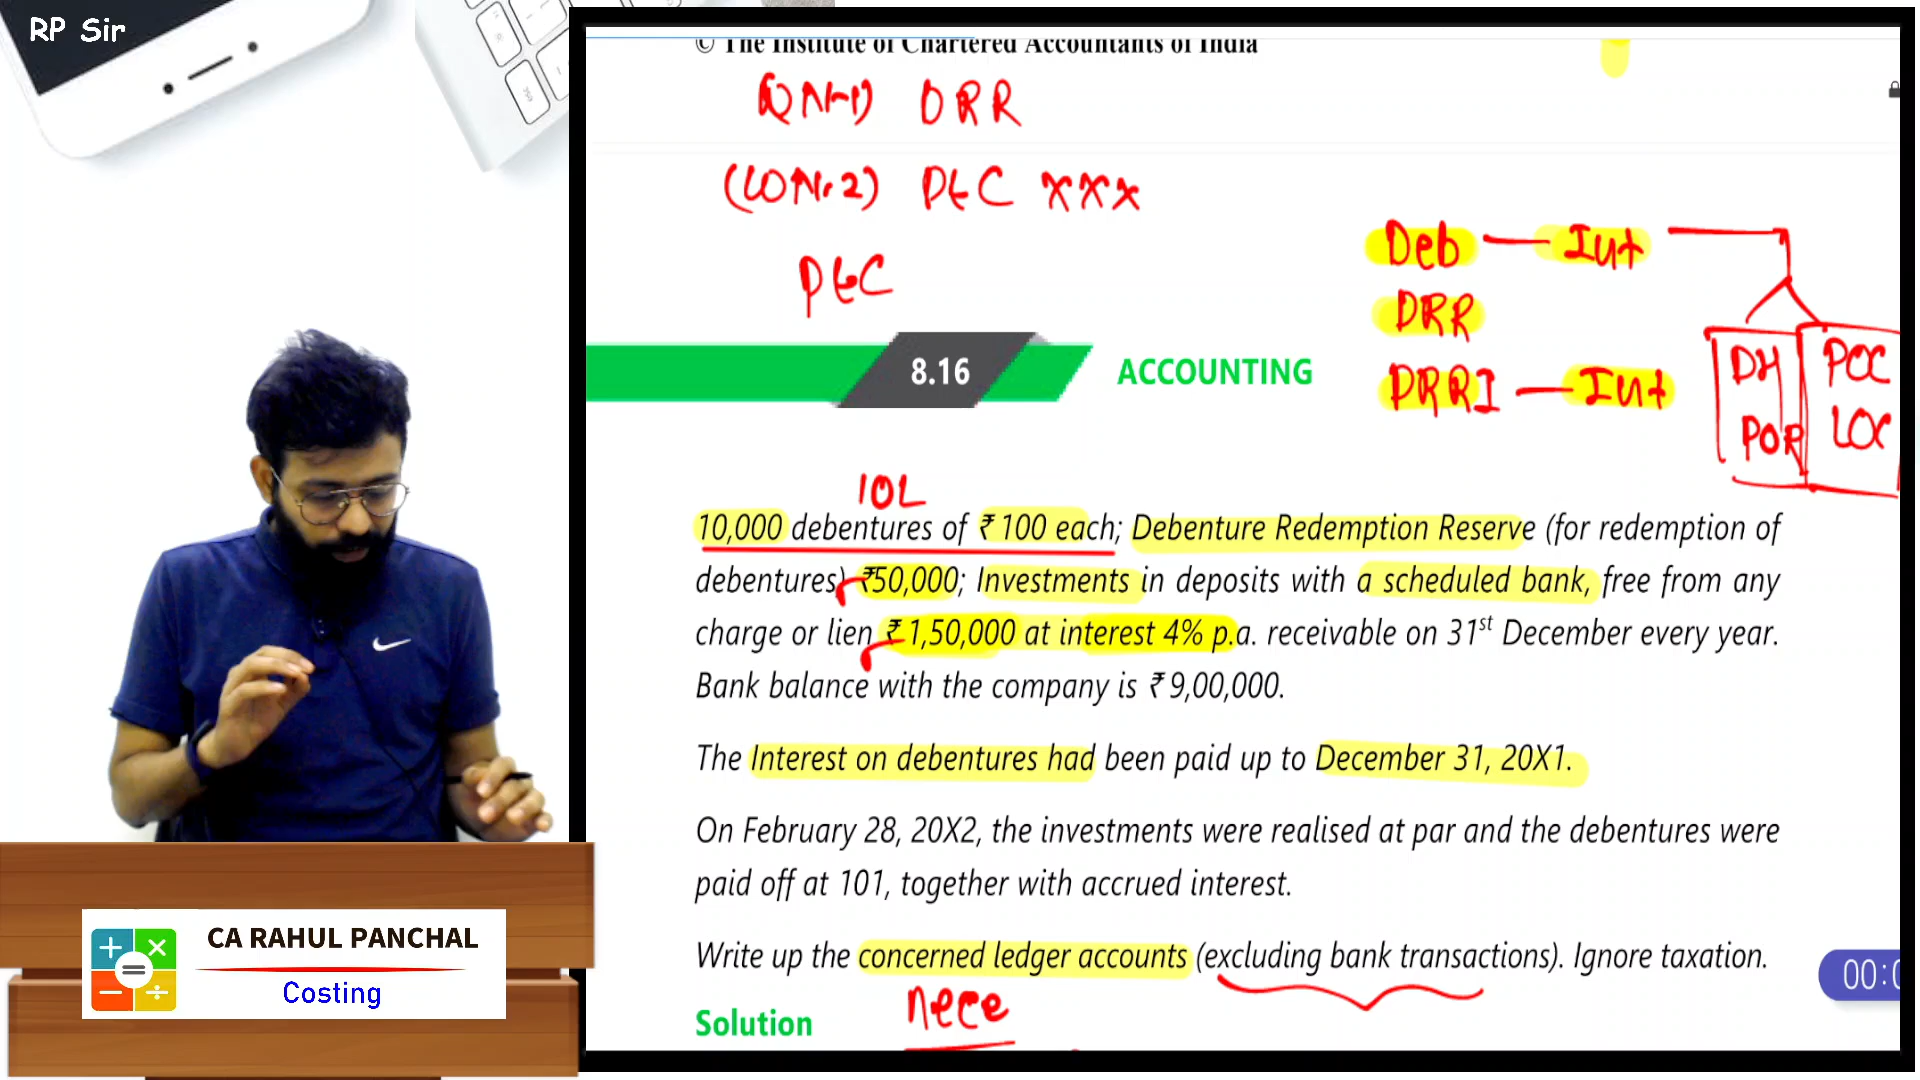 RP Sir
© The Institute of Chartered Accountants of India
DRR
P&C XXX
P&C
Deb — Int
DRR
DRRI — Int
DH
POR
POC
LOC
8.16 ACCOUNTING
10L
10,000 debentures of ₹ 100 each; Debenture Redemption Reserve (for redemption of
debentures) ₹50,000; Investments in deposits with a scheduled bank, free from any
charge or lien ₹ 1,50,000 at interest 4% p.a. receivable on 31st December every year.
Bank balance with the company is ₹ 9,00,000.
The Interest on debentures had been paid up to December 31, 20X1.
On February 28, 20X2, the investments were realised at par and the debentures were
paid off at 101, together with accrued interest.
Write up the concerned ledger accounts (excluding bank transactions). Ignore taxation.
nece
Solution
CA RAHUL PANCHAL
Costing